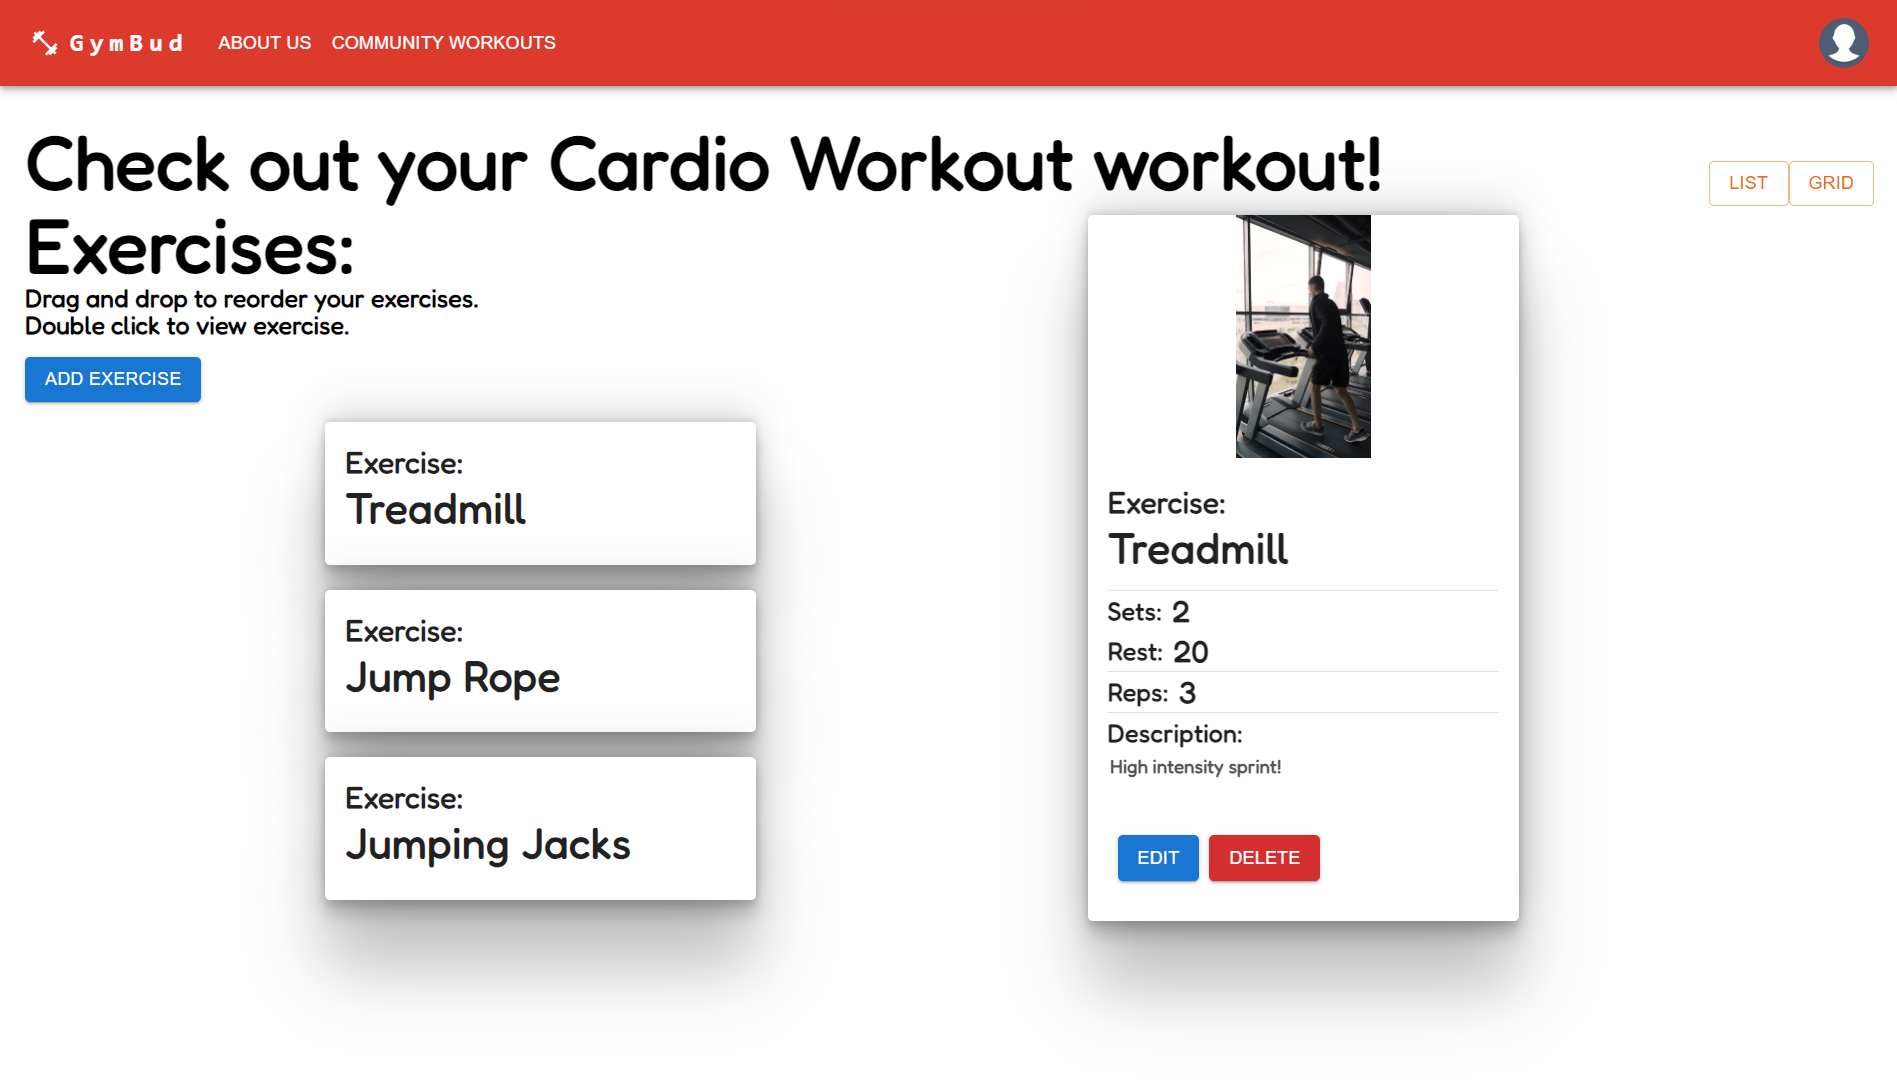 GymBud
ABOUT US
COMMUNITY WORKOUTS
Check out your Cardio Workout workout!
LIST
GRID
Exercises:
Drag and drop to reorder your exercises.
Double click to view exercise.
ADD EXERCISE
Exercise:
Treadmill
Exercise:
Jump Rope
Exercise:
Jumping Jacks
Exercise:
Treadmill
Sets: 2
Rest: 20
Reps: 3
Description:
High intensity sprint!
EDIT
DELETE